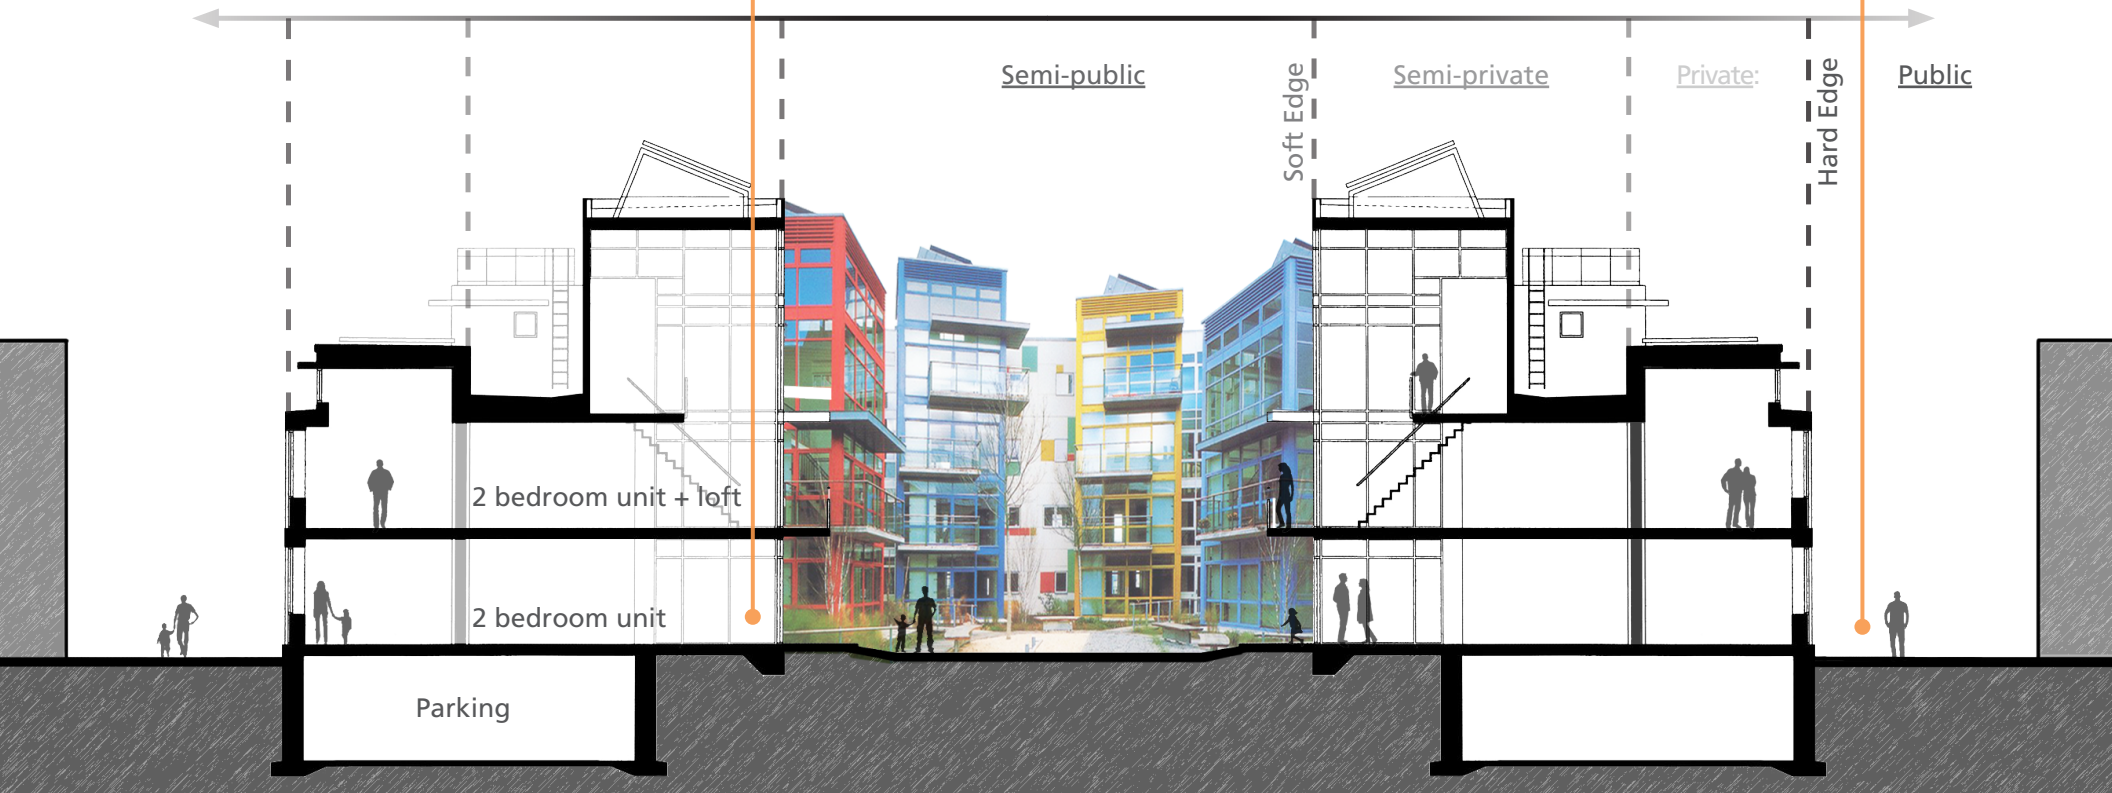 Semi-public
Soft Edge
Semi-private
Private:
Hard Edge
Public
2 bedroom unit + loft
2 bedroom unit
Parking